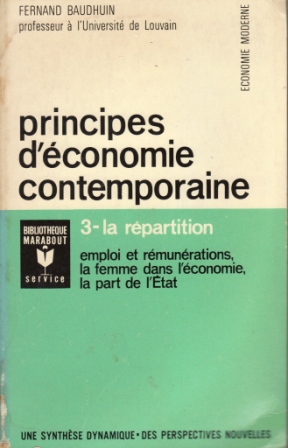 FERNAND BAUDHUIN
professeur à l'Université de Louvain
ECONOMIE MODERNE
principes
d'économie
contemporaine
3-la répartition
emploi et rémunérations,
la femme dans l'économie,
la part de l'État
BIBLIOTHEQUE
MARABOUT
service
UNE SYNTHÈSE DYNAMIQUE • DES PERSPECTIVES NOUVELLES